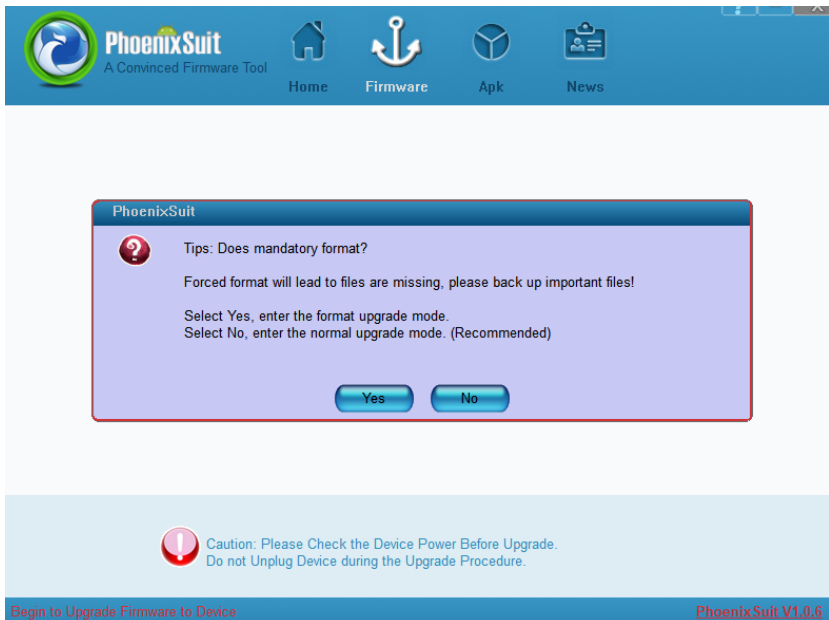 PhoenixSuit
A Convinced Firmware Tool
Home
Firmware
Apk
News
PhoenixSuit
Tips: Does mandatory format?
Forced format will lead to files are missing, please back up important files!
Select Yes, enter the format upgrade mode.
Select No, enter the normal upgrade mode. (Recommended)
Yes
No
Caution: Please Check the Device Power Before Upgrade.
Do not Unplug Device during the Upgrade Procedure.
Begin to Upgrade Firmware to Device
PhoenixSuit V1.0.6